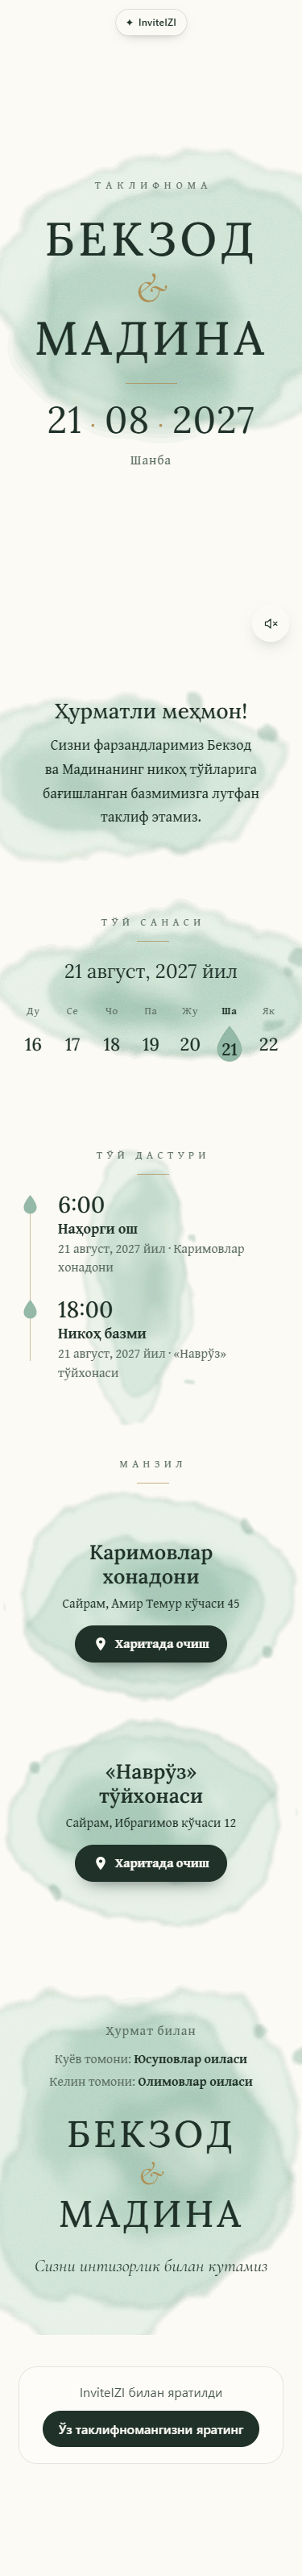 InviteIZI
ТАКЛИФНОМА
БЕКЗОД
&
МАДИНА
21 · 08 · 2027
Шанба
Ҳурматли меҳмон!
Сизни фарзандларимиз Бекзод
ва Мадинанинг никоҳ тўйларига
бағишланган базмимизга лутфан
таклиф этамиз.
ТЎЙ САНАСИ
21 август, 2027 йил
Ду Се Чо Па Жу Ша Як
16 17 18 19 20 21 22
ТЎЙ ДАСТУРИ
6:00
Наҳорги ош
21 август, 2027 йил · Каримовлар
хонадони
18:00
Никоҳ базми
21 август, 2027 йил · «Наврўз»
тўйхонаси
МАНЗИЛ
Каримовлар
хонадони
Сайрам, Амир Темур кўчаси 45
Харитада очиш
«Наврўз»
тўйхонаси
Сайрам, Ибрагимов кўчаси 12
Харитада очиш
Ҳурмат билан
Куёв томони: Юсуповлар оиласи
Келин томони: Олимовлар оиласи
БЕКЗОД
&
МАДИНА
Сизни интизорлик билан кутамиз
InviteIZI билан яратилди
Ўз таклифномангизни яратинг